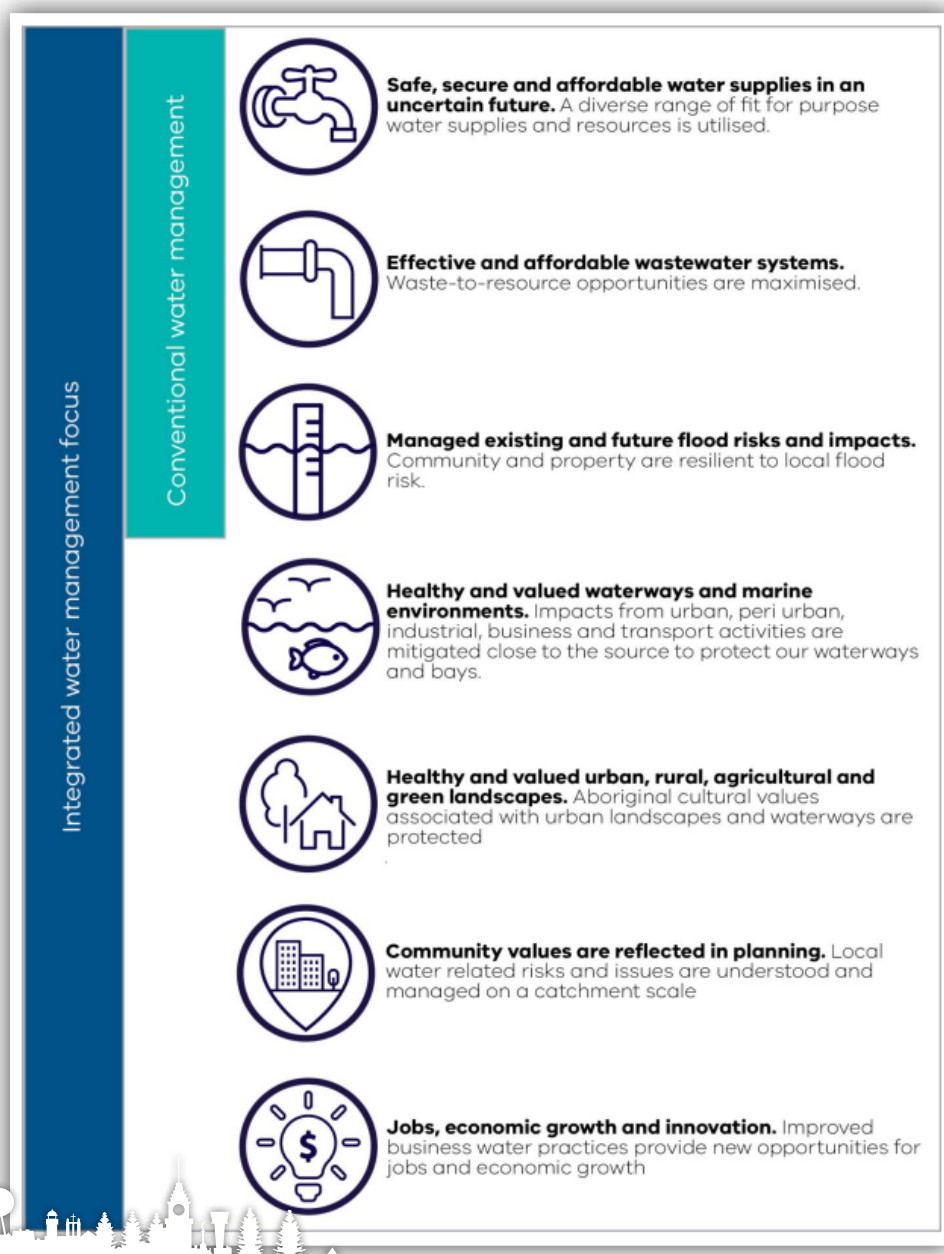 Integrated water management focus
Conventional water management
Safe, secure and affordable water supplies in an
uncertain future. A diverse range of fit for purpose
water supplies and resources is utilised.
Effective and affordable wastewater systems.
Waste-to-resource opportunities are maximised.
Managed existing and future flood risks and impacts.
Community and property are resilient to local flood
risk.
Healthy and valued waterways and marine
environments. Impacts from urban, peri urban,
industrial, business and transport activities are
mitigated close to the source to protect our waterways
and bays.
Healthy and valued urban, rural, agricultural and
green landscapes. Aboriginal cultural values
associated with urban landscapes and waterways are
protected
.
Community values are reflected in planning. Local
water related risks and issues are understood and
managed on a catchment scale
$
Jobs, economic growth and innovation. Improved
business water practices provide new opportunities for
jobs and economic growth